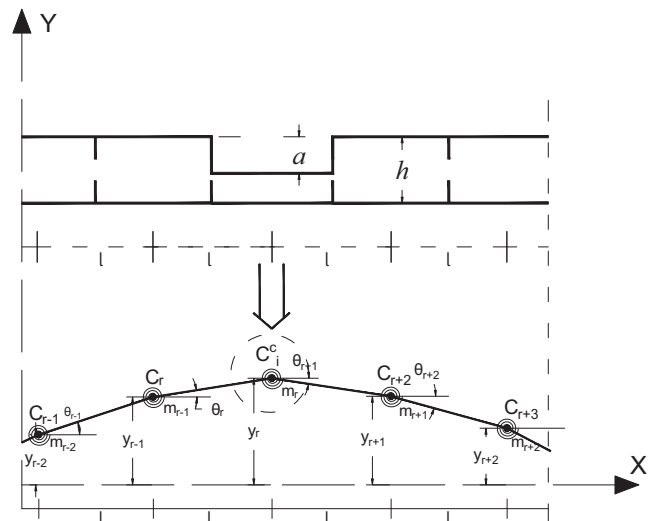 Y
a
h
l l l l
C_i^c θ_{r+1}
C_r C_{r+2} θ_{r+2}
C_{r-1} θ_{r-1} m_{r-1} θ_r m_r m_{r+1} C_{r+3}
m_{r-2} m_{r+2}
y_{r-2} y_{r-1} y_r y_{r+1} y_{r+2}
X
l l l l